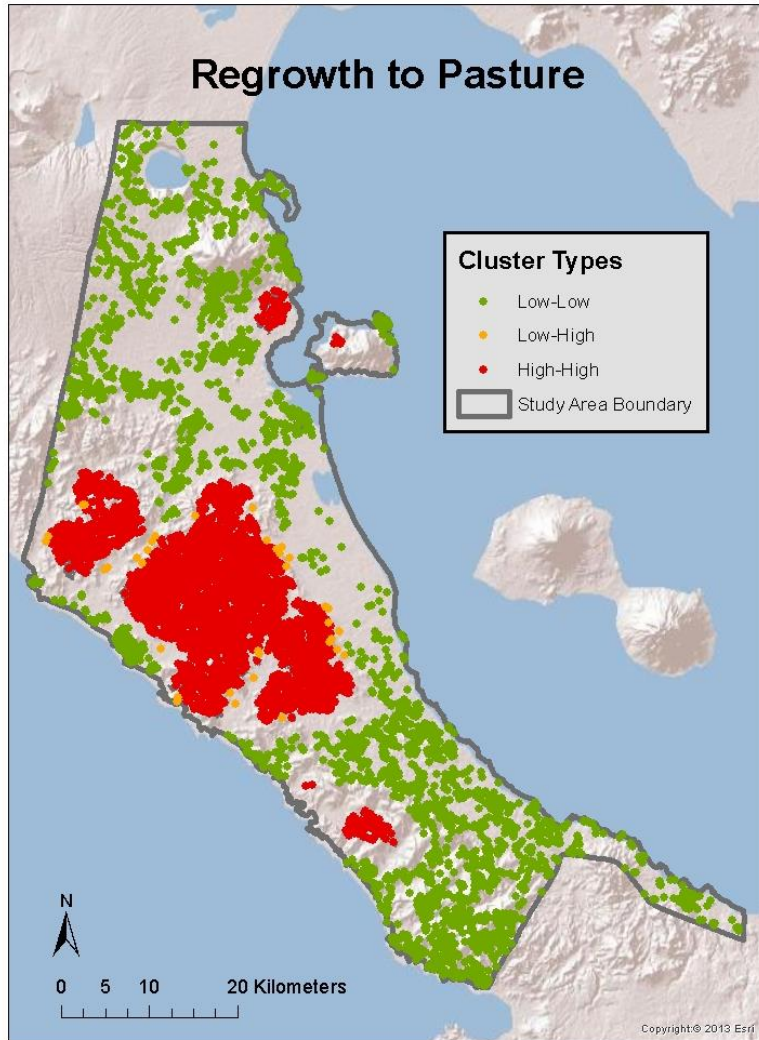 Regrowth to Pasture
Cluster Types
Low-Low
Low-High
High-High
Study Area Boundary
N
0 5 10 20 Kilometers
Copyright:© 2013 Esri